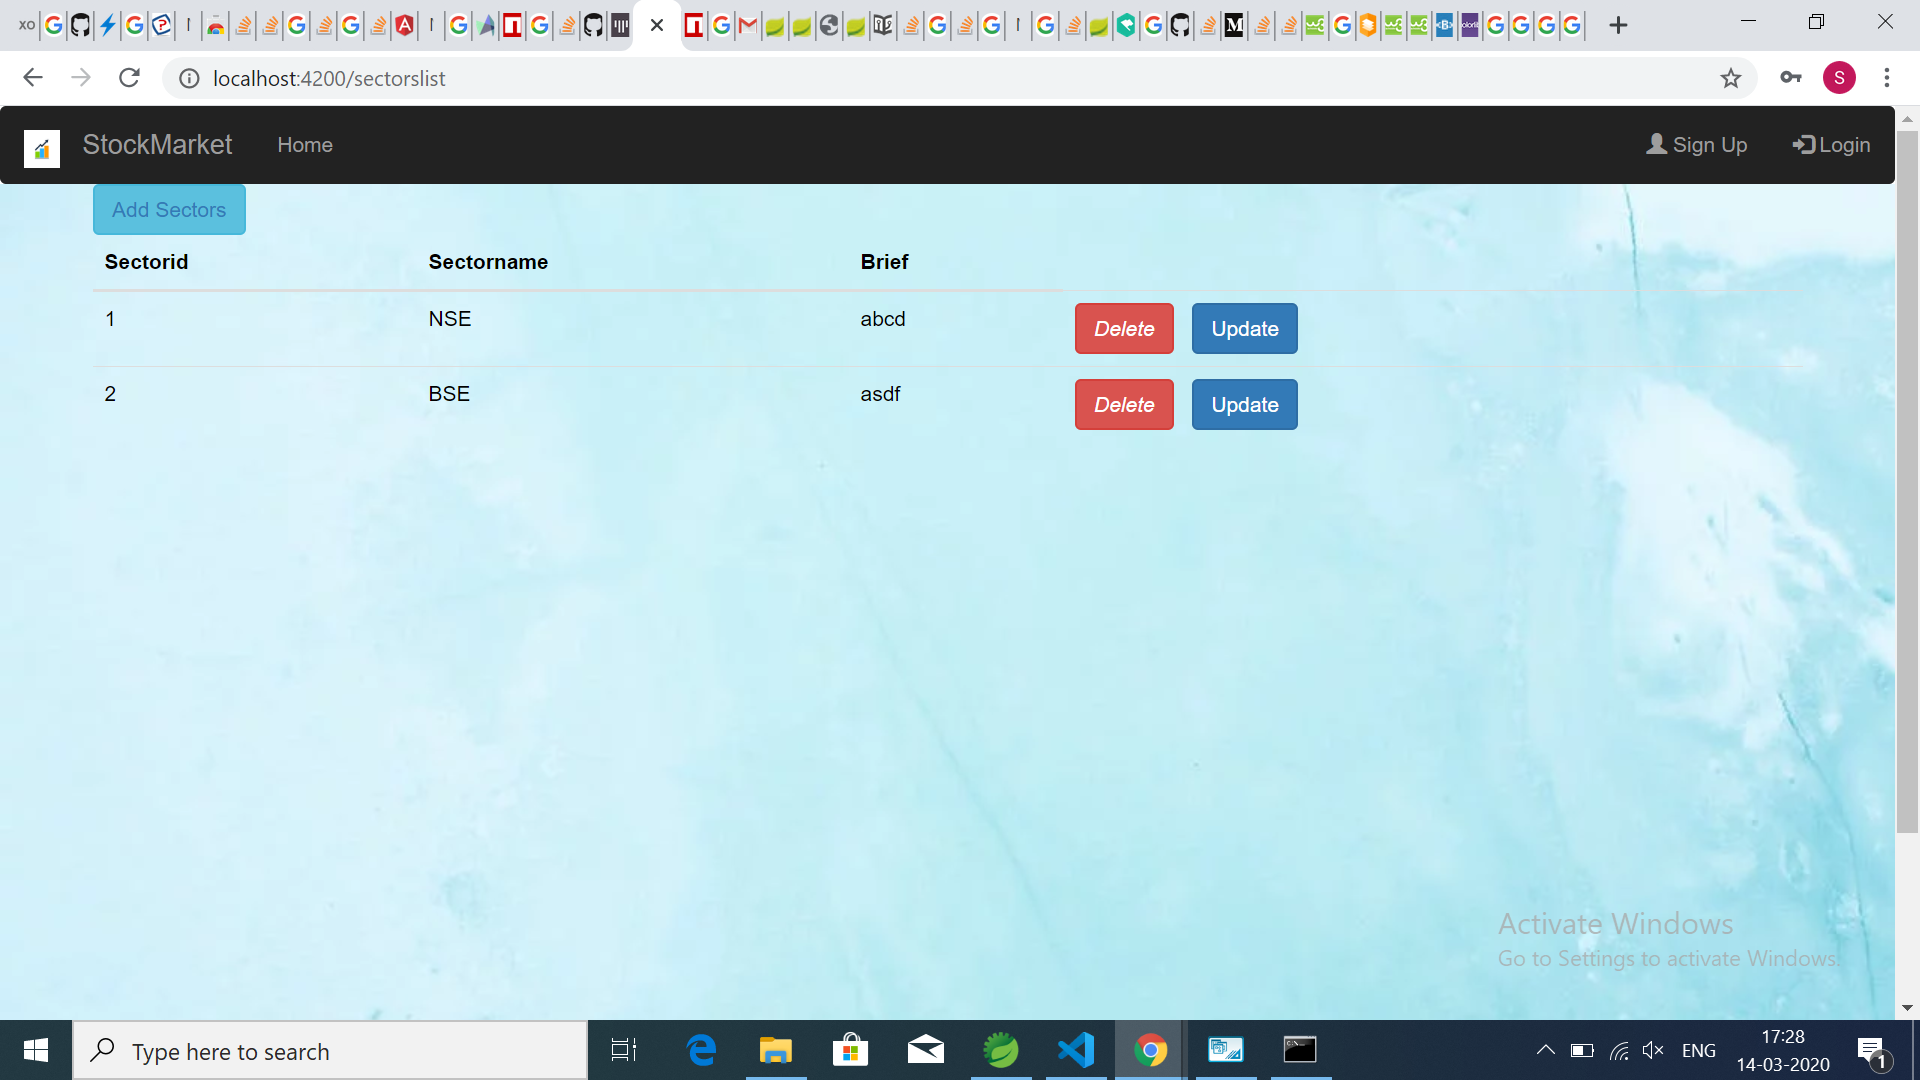 localhost:4200/sectorslist
StockMarket
Home
Sign Up
Login
Add Sectors
Sectorid Sectorname Brief
1 NSE abcd Delete Update
2 BSE asdf Delete Update
Activate Windows
Go to Settings to activate Windows.
Type here to search
ENG
17:28
14-03-2020
1